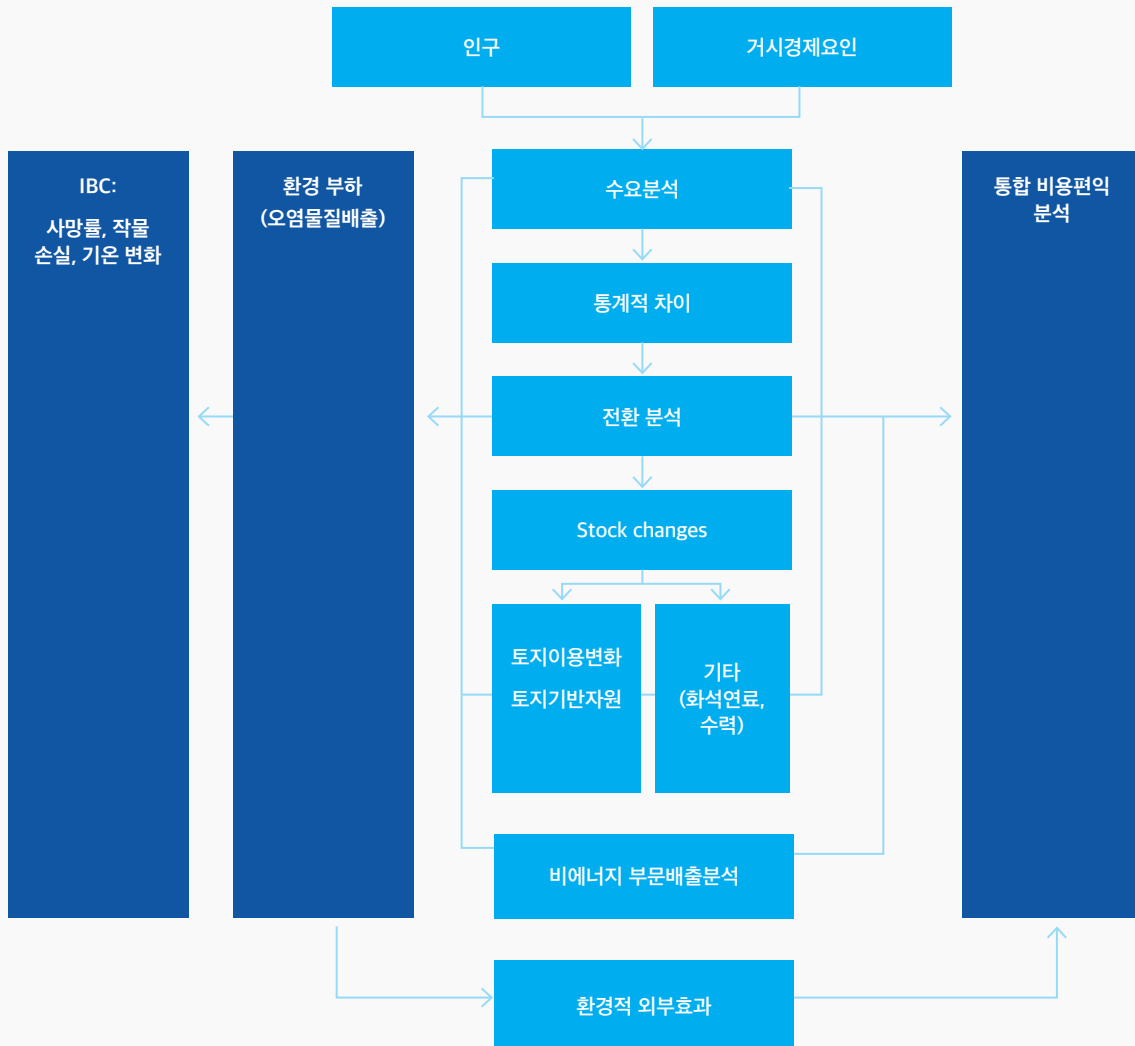 인구
거시경제요인
IBC:
사망률, 작물
손실, 기온 변화
환경 부하
(오염물질배출)
수요분석
통합 비용편익
분석
통계적 차이
전환 분석
Stock changes
토지이용변화
토지기반자원
기타
(화석연료,
수력)
비에너지 부문배출분석
환경적 외부효과